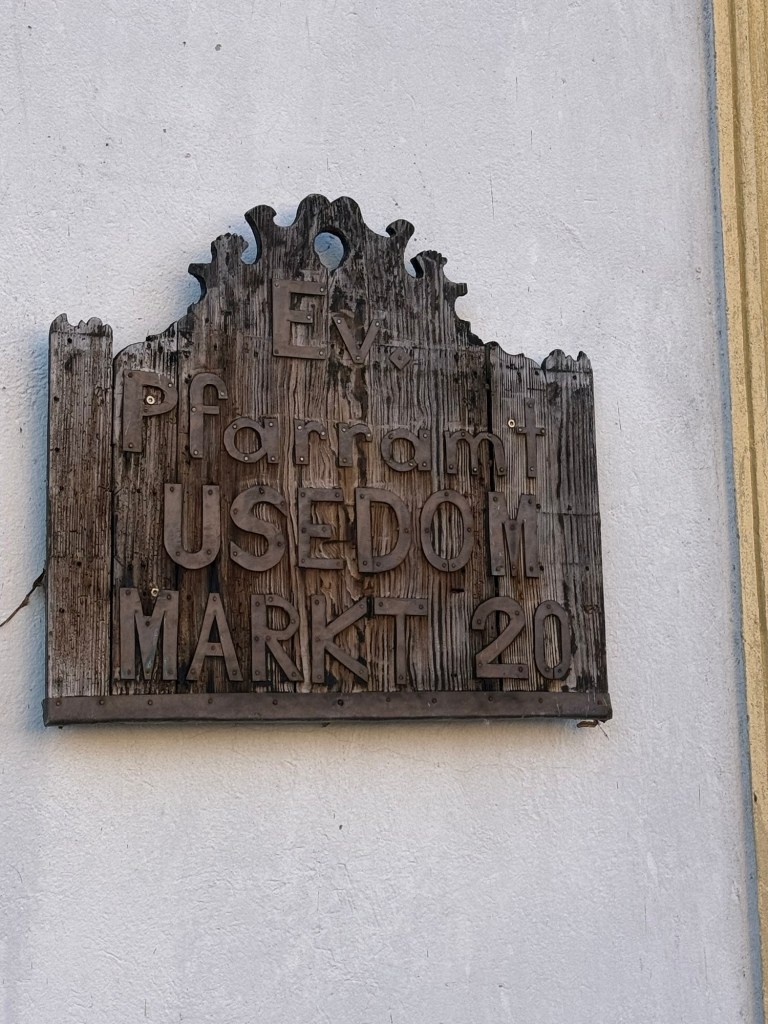 Ev.
Pfarramt
USEDOM
MARKT 20